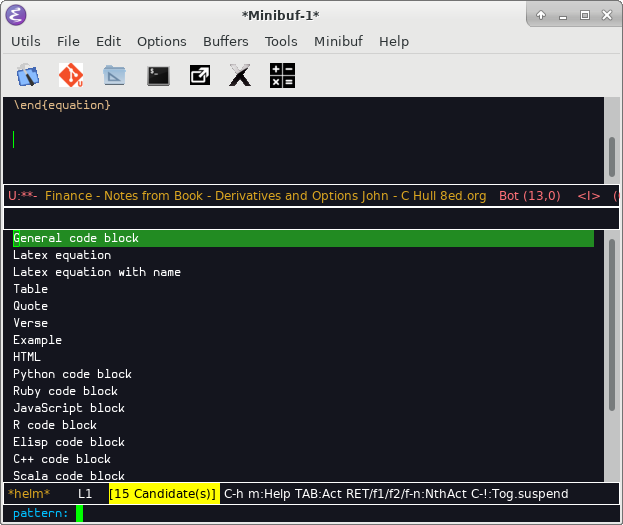 *Minibuf-1*
Utils File Edit Options Buffers Tools Minibuf Help
\end{equation}
U:**- Finance - Notes from Book - Derivatives and Options John - C Hull 8ed.org Bot (13,0) <I> (
General code block
Latex equation
Latex equation with name
Table
Quote
Verse
Example
HTML
Python code block
Ruby code block
JavaScript block
R code block
Elisp code block
C++ code block
Scala code block
*helm* L1 [15 Candidate(s)] C-h m:Help TAB:Act RET/f1/f2/f-n:NthAct C-!:Tog.suspend
pattern: